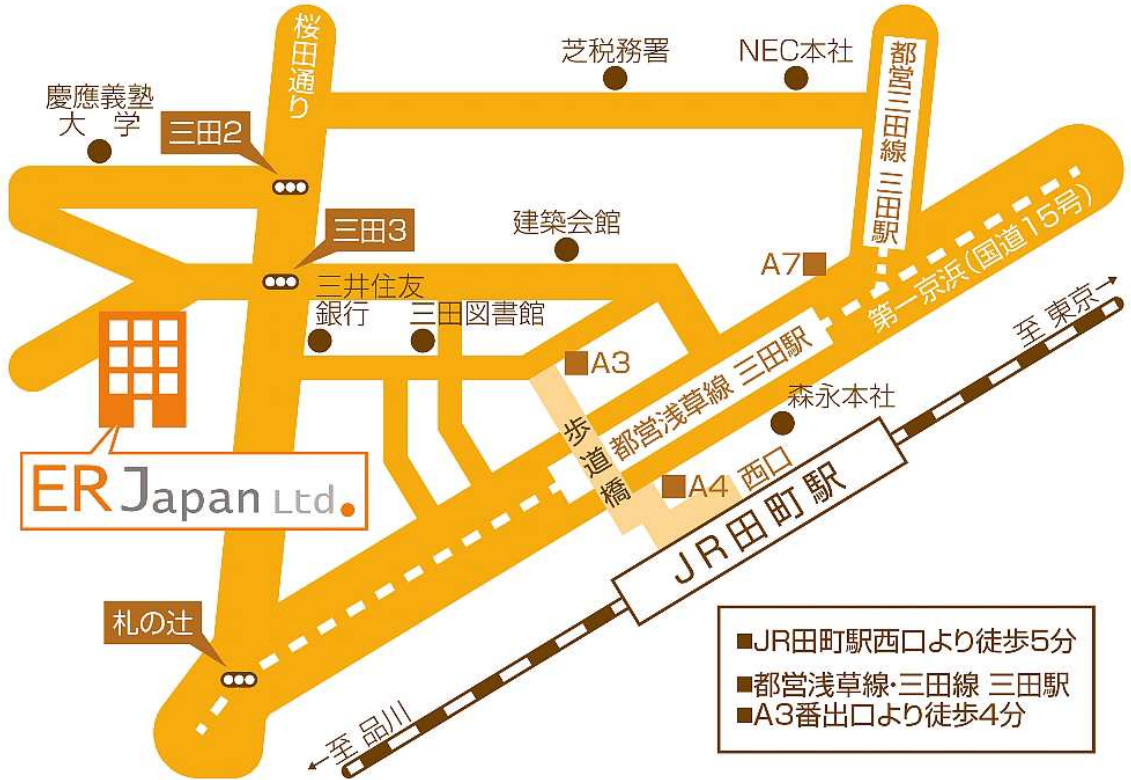 桜田通り
芝税務署
NEC本社
都営三田線 三田駅
慶應義塾
大 学
三田2
三田3
建築会館
A7
第一京浜(国道15号)
三井住友
銀行
三田図書館
至 東京→
A3
都営浅草線 三田駅
森永本社
歩道橋
A4
西口
ER Japan Ltd.
JR田町駅
札の辻
←至 品川
■JR田町駅西口より徒歩5分
■都営浅草線・三田線 三田駅
■A3番出口より徒歩4分